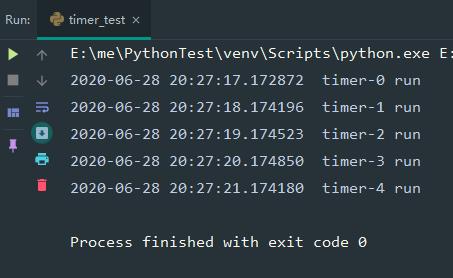 Run: timer_test ×
E:\me\PythonTest\venv\Scripts\python.exe E:
2020-06-28 20:27:17.172872  timer-0 run
2020-06-28 20:27:18.174196  timer-1 run
2020-06-28 20:27:19.174523  timer-2 run
2020-06-28 20:27:20.174850  timer-3 run
2020-06-28 20:27:21.174180  timer-4 run
Process finished with exit code 0